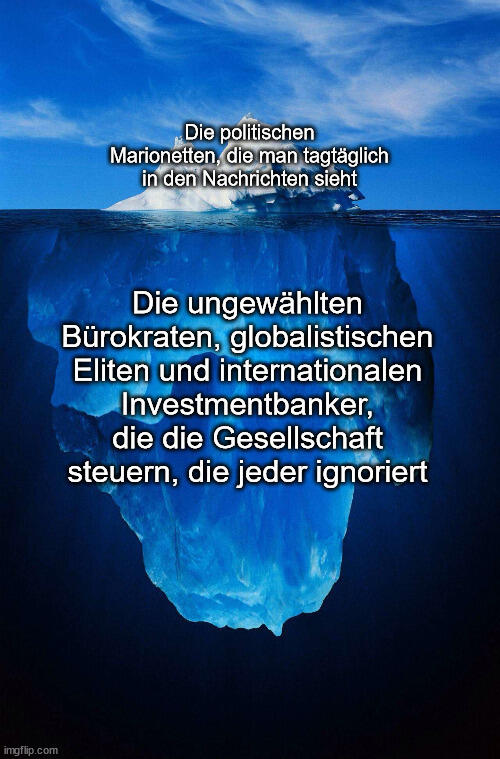 Die politischen
Marionetten, die man tagtäglich
in den Nachrichten sieht
Die ungewählten
Bürokraten, globalistischen
Eliten und internationalen
Investmentbanker,
die die Gesellschaft
steuern, die jeder ignoriert
imgflip.com